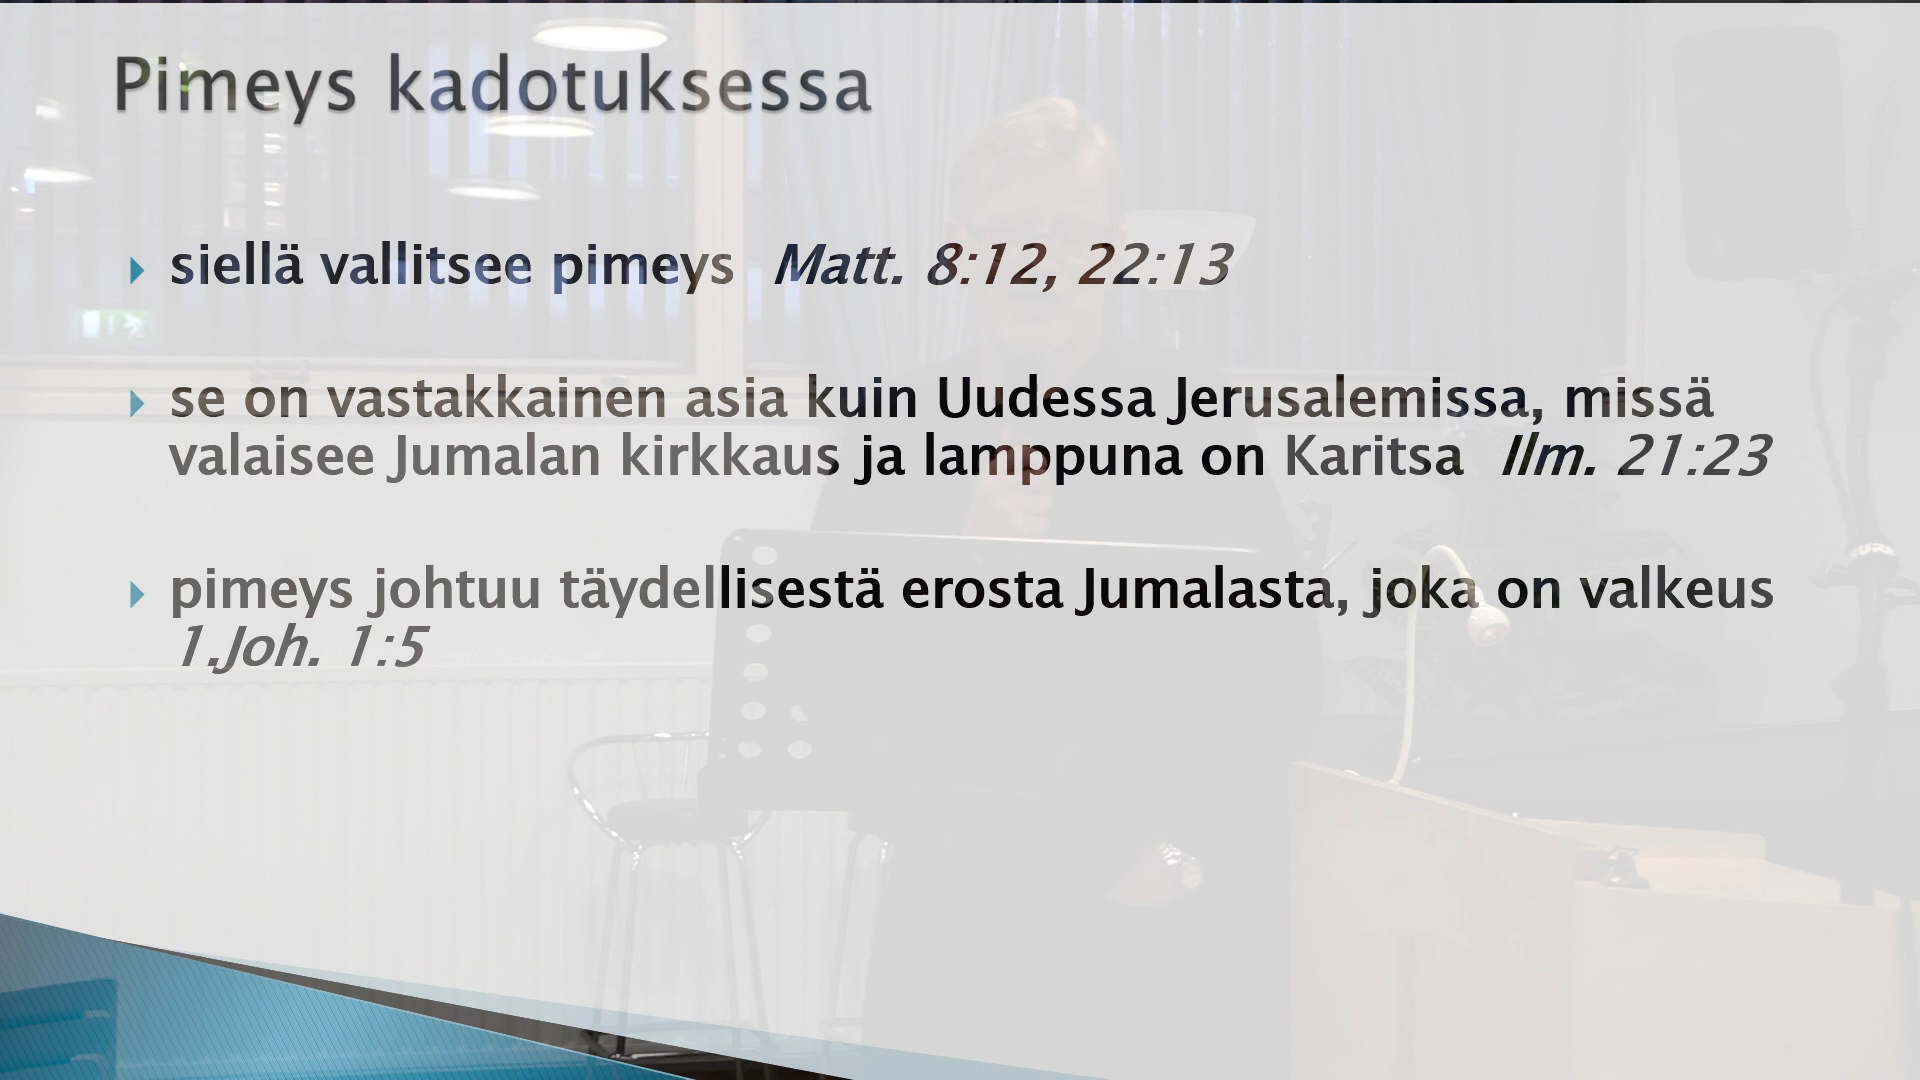 Pimeys kadotuksessa
siellä vallitsee pimeys Matt. 8:12, 22:13
se on vastakkainen asia kuin Uudessa Jerusalemissa, missä
valaisee Jumalan kirkkaus ja lamppuna on Karitsa Ilm. 21:23
pimeys johtuu täydellisestä erosta Jumalasta, joka on valkeus
1.Joh. 1:5